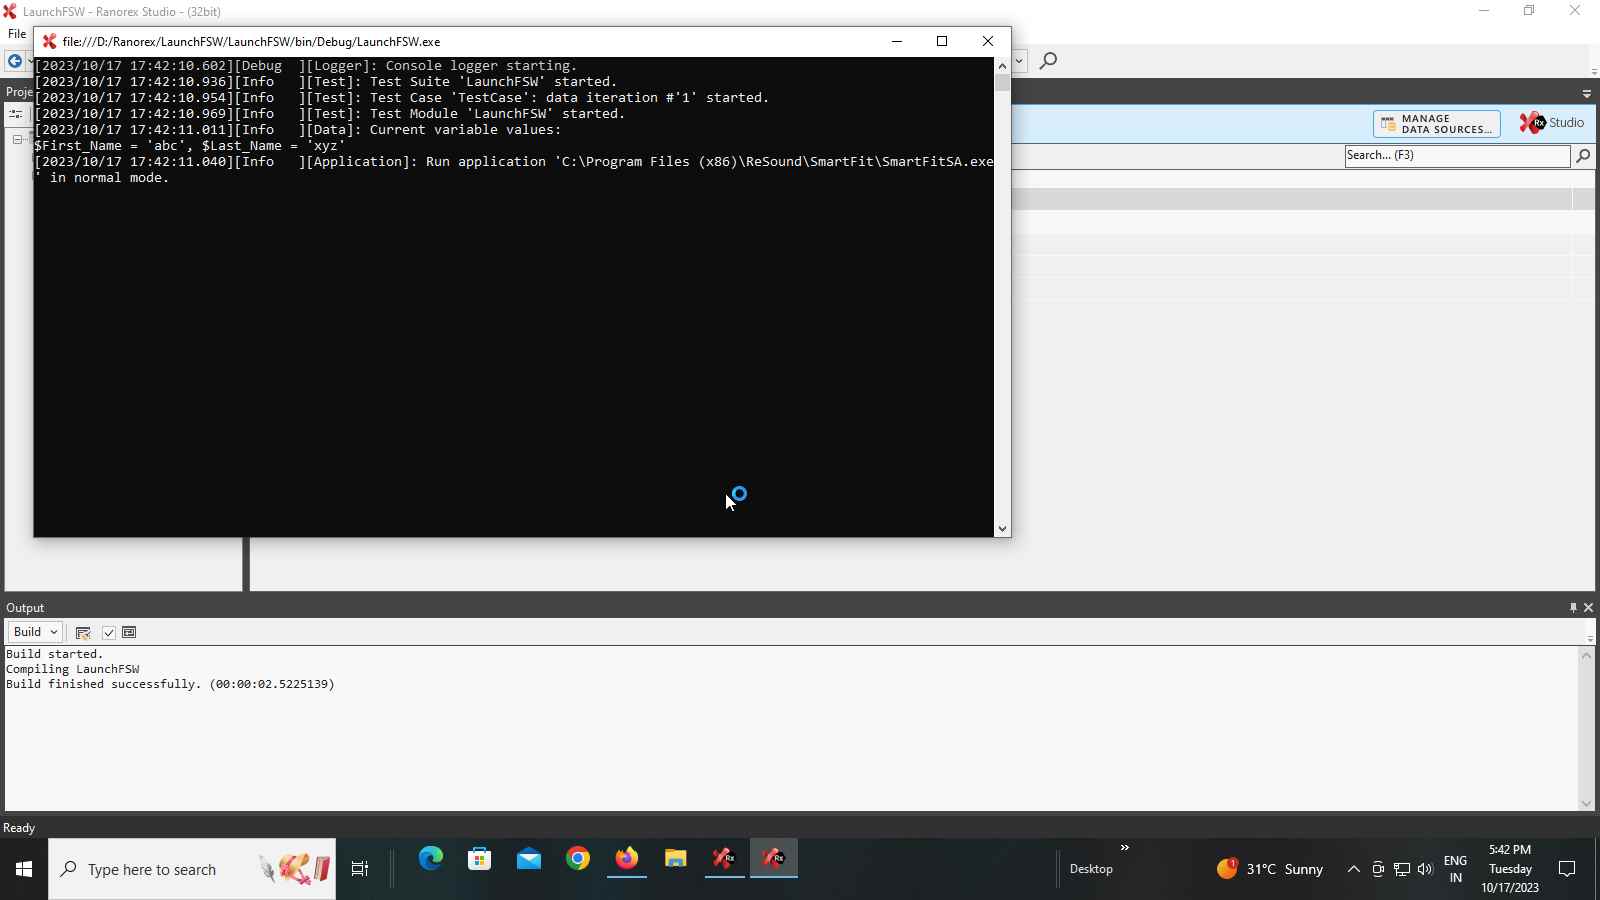 LaunchFSW - Ranorex Studio - (32bit)
File
file:///D:/Ranorex/LaunchFSW/LaunchFSW/bin/Debug/LaunchFSW.exe
[2023/10/17 17:42:10.602][Debug  ][Logger]: Console logger starting.
[2023/10/17 17:42:10.936][Info   ][Test]: Test Suite 'LaunchFSW' started.
[2023/10/17 17:42:10.954][Info   ][Test]: Test Case 'TestCase': data iteration #'1' started.
[2023/10/17 17:42:10.969][Info   ][Test]: Test Module 'LaunchFSW' started.
[2023/10/17 17:42:11.011][Info   ][Data]: Current variable values:
$First_Name = 'abc', $Last_Name = 'xyz'
[2023/10/17 17:42:11.040][Info   ][Application]: Run application 'C:\Program Files (x86)\ReSound\SmartFit\SmartFitSA.exe
' in normal mode.
Proje
MANAGE
DATA SOURCES...
Rx Studio
Search... (F3)
Output
Build
Build started.
Compiling LaunchFSW
Build finished successfully. (00:00:02.5225139)
Ready
Type here to search
Rx
Rx
Desktop
»
1
31°C Sunny
ENG
IN
5:42 PM
Tuesday
10/17/2023